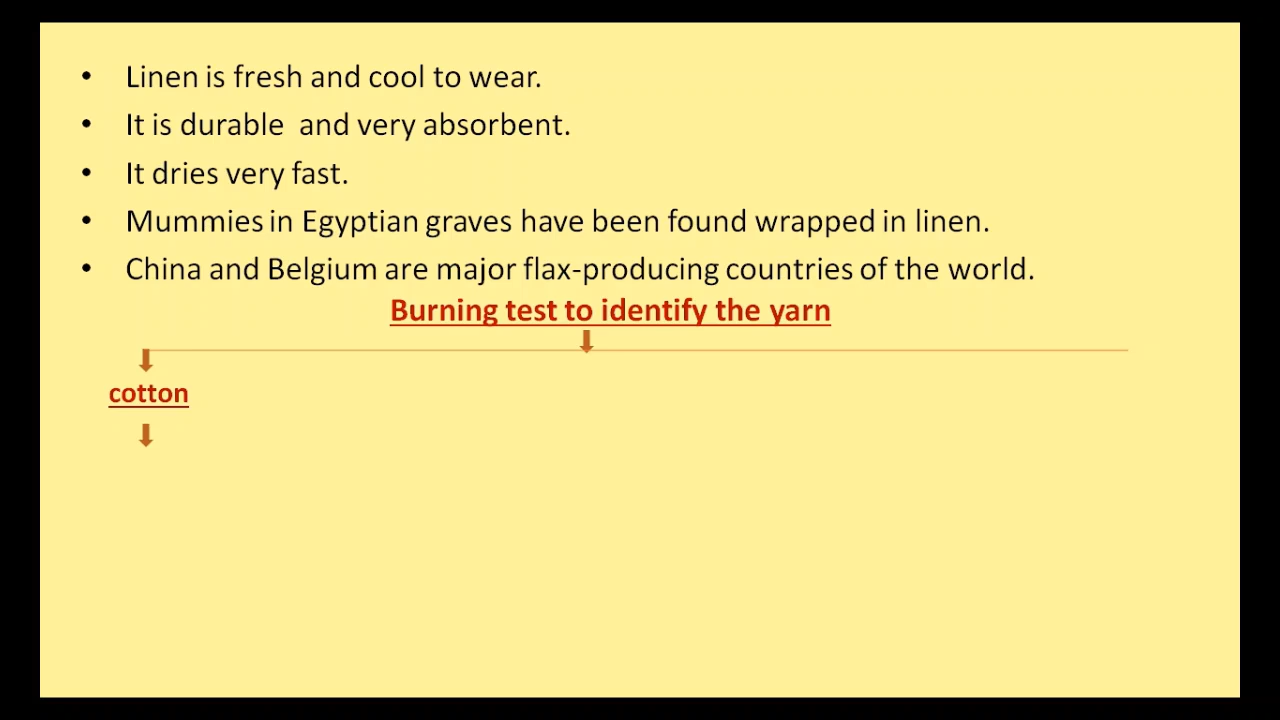 • Linen is fresh and cool to wear.
• It is durable  and very absorbent.
• It dries very fast.
• Mummies in Egyptian graves have been found wrapped in linen.
• China and Belgium are major flax-producing countries of the world.
Burning test to identify the yarn
cotton